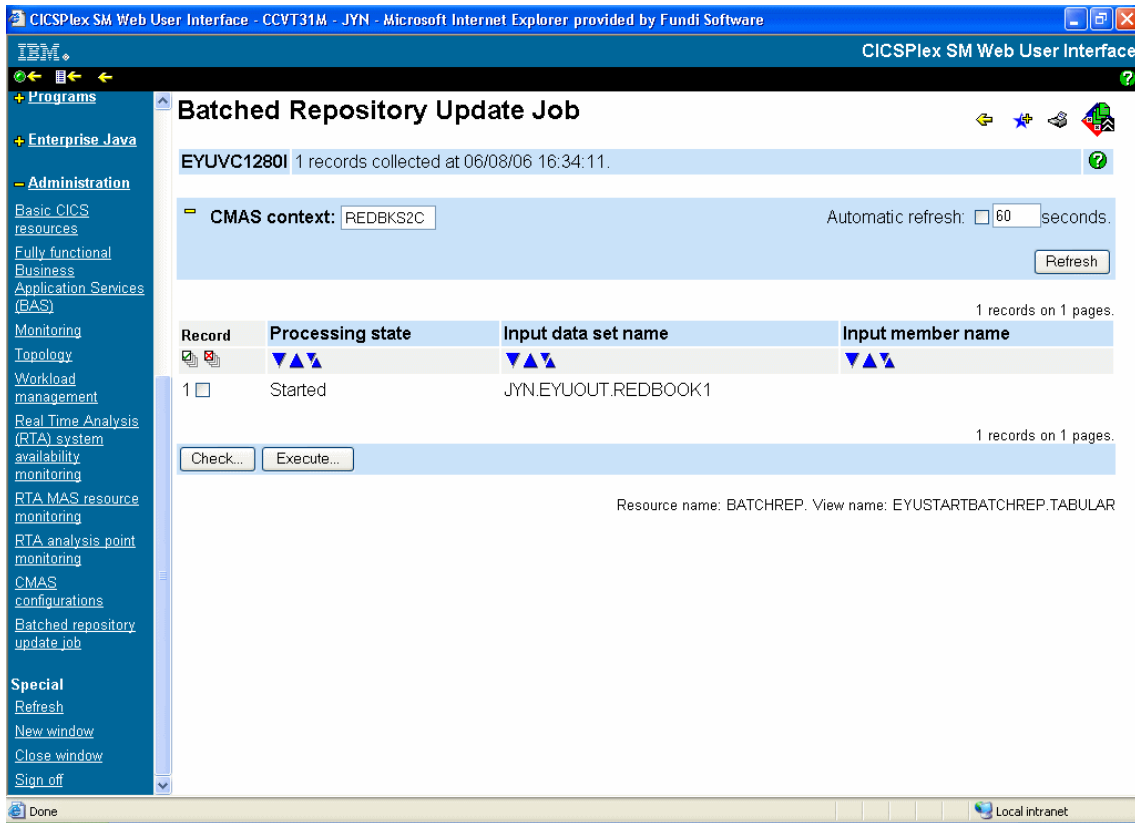 CICSPlex SM Web User Interface - CCVT31M - JYN - Microsoft Internet Explorer provided by Fundi Software
IBM.
CICSPlex SM Web User Interface
Programs
Enterprise Java
Administration
Basic CICS
resources
Fully functional
Business
Application Services
(BAS)
Monitoring
Topology
Workload
management
Real Time Analysis
(RTA) system
availability
monitoring
RTA MAS resource
monitoring
RTA analysis point
monitoring
CMAS
configurations
Batched repository
update job
Special
Refresh
New window
Close window
Sign off
Batched Repository Update Job
EYUVC1280I 1 records collected at 06/08/06 16:34:11.
CMAS context: REDBKS2C
Automatic refresh: 60 seconds.
Refresh
1 records on 1 pages.
Record Processing state Input data set name Input member name
1 Started JYN.EYUOUT.REDBOOK1
1 records on 1 pages.
Check... Execute...
Resource name: BATCHREP. View name: EYUSTARTBATCHREP.TABULAR
Done
Local intranet